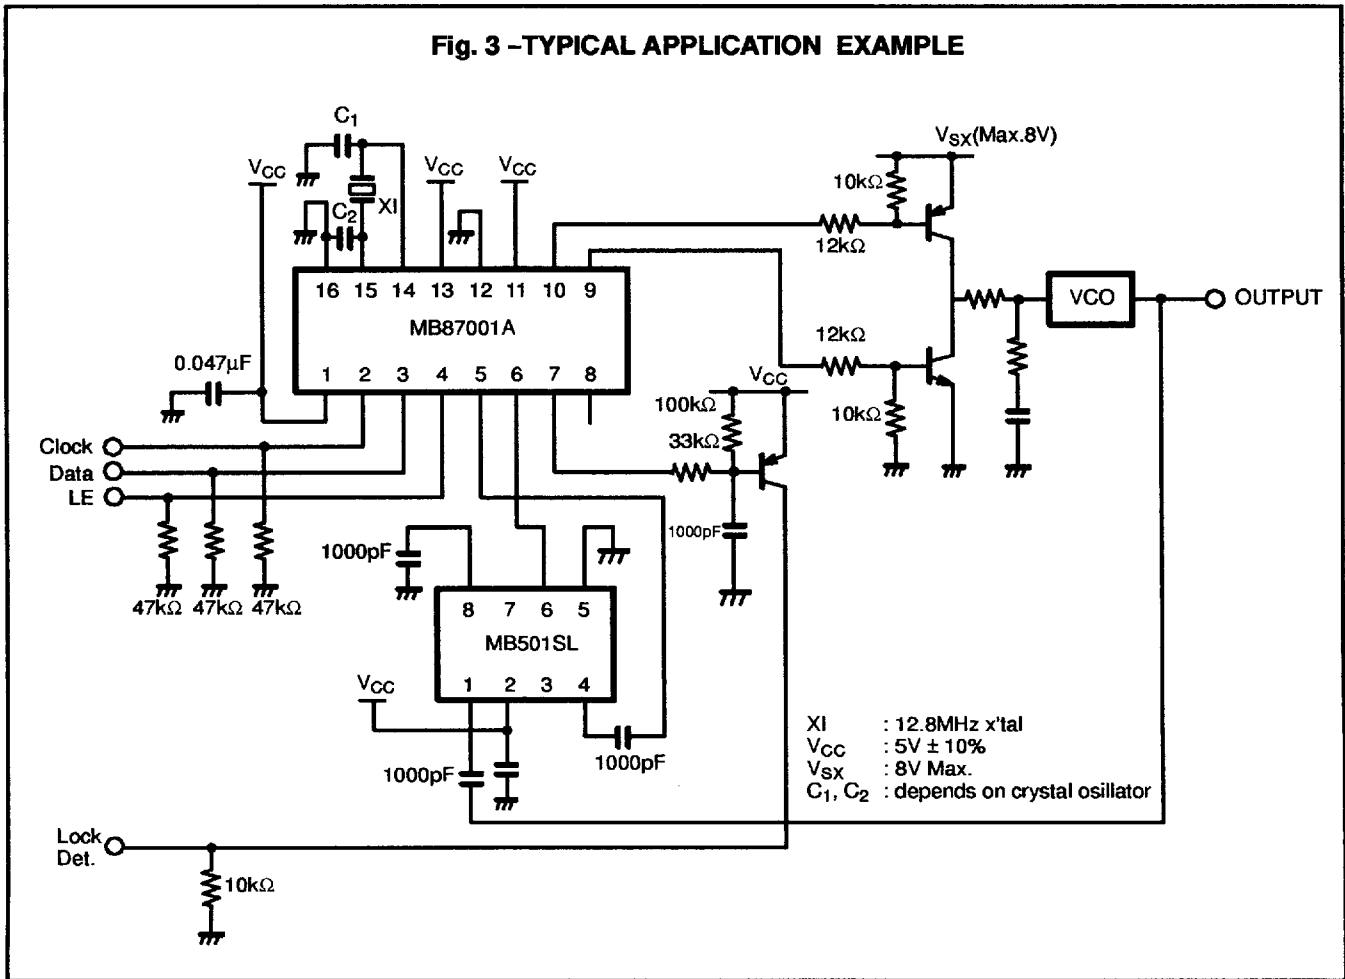 Fig. 3 –TYPICAL APPLICATION EXAMPLE
C1
VCC
XI
C2
VCC
VCC
VSX(Max.8V)
10kΩ
12kΩ
16 15 14 13 12 11 10 9
MB87001A
1 2 3 4 5 6 7 8
0.047µF
VCO
OUTPUT
12kΩ
10kΩ
VCC
100kΩ
33kΩ
1000pF
Clock
Data
LE
47kΩ 47kΩ 47kΩ
1000pF
8 7 6 5
MB501SL
1 2 3 4
VCC
1000pF
1000pF
XI : 12.8MHz x'tal
VCC : 5V ± 10%
VSX : 8V Max.
C1, C2 : depends on crystal osillator
Lock
Det.
10kΩ